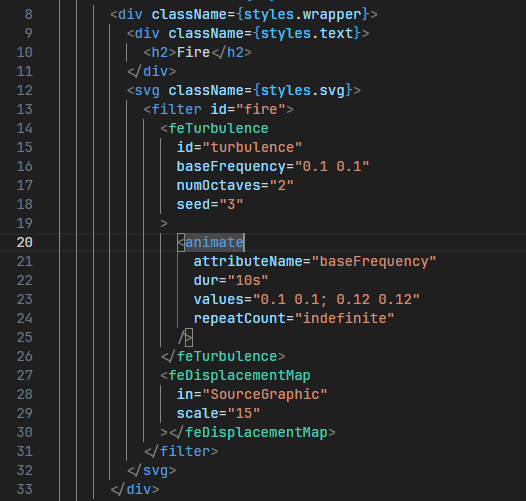 8 <div className={styles.wrapper}>
9 <div className={styles.text}>
10 <h2>Fire</h2>
11 </div>
12 <svg className={styles.svg}>
13 <filter id="fire">
14 <feTurbulence
15 id="turbulence"
16 baseFrequency="0.1 0.1"
17 numOctaves="2"
18 seed="3"
19 >
20 <animate
21 attributeName="baseFrequency"
22 dur="10s"
23 values="0.1 0.1; 0.12 0.12"
24 repeatCount="indefinite"
25 />
26 </feTurbulence>
27 <feDisplacementMap
28 in="SourceGraphic"
29 scale="15"
30 ></feDisplacementMap>
31 </filter>
32 </svg>
33 </div>